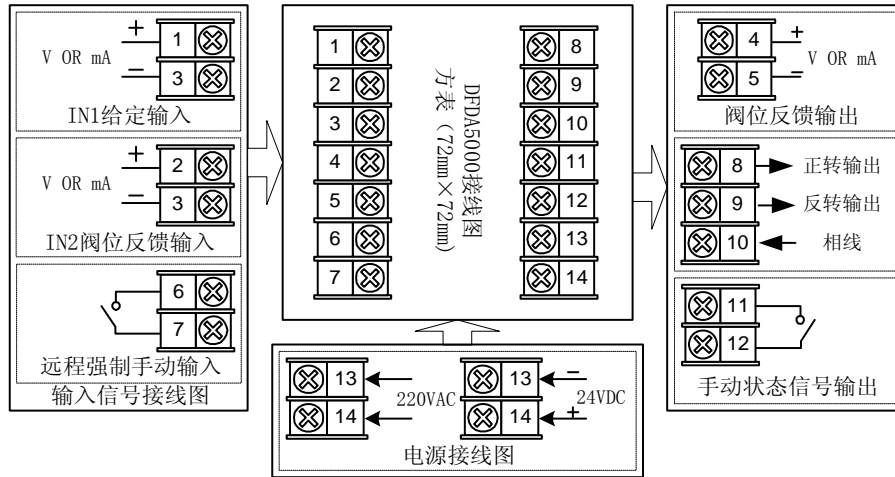 +
1
V OR mA
−
3
IN1给定输入
+
2
V OR mA
−
3
IN2阀位反馈输入
6
7
远程强制手动输入
输入信号接线图
1
2
3
4
5
6
7
DFDA5000接线图
方表（72mm×72mm）
8
9
10
11
12
13
14
13
14
220VAC
13
−
14
+
24VDC
电源接线图
4
+
V OR mA
5
−
阀位反馈输出
8
正转输出
9
反转输出
10
相线
11
12
手动状态信号输出